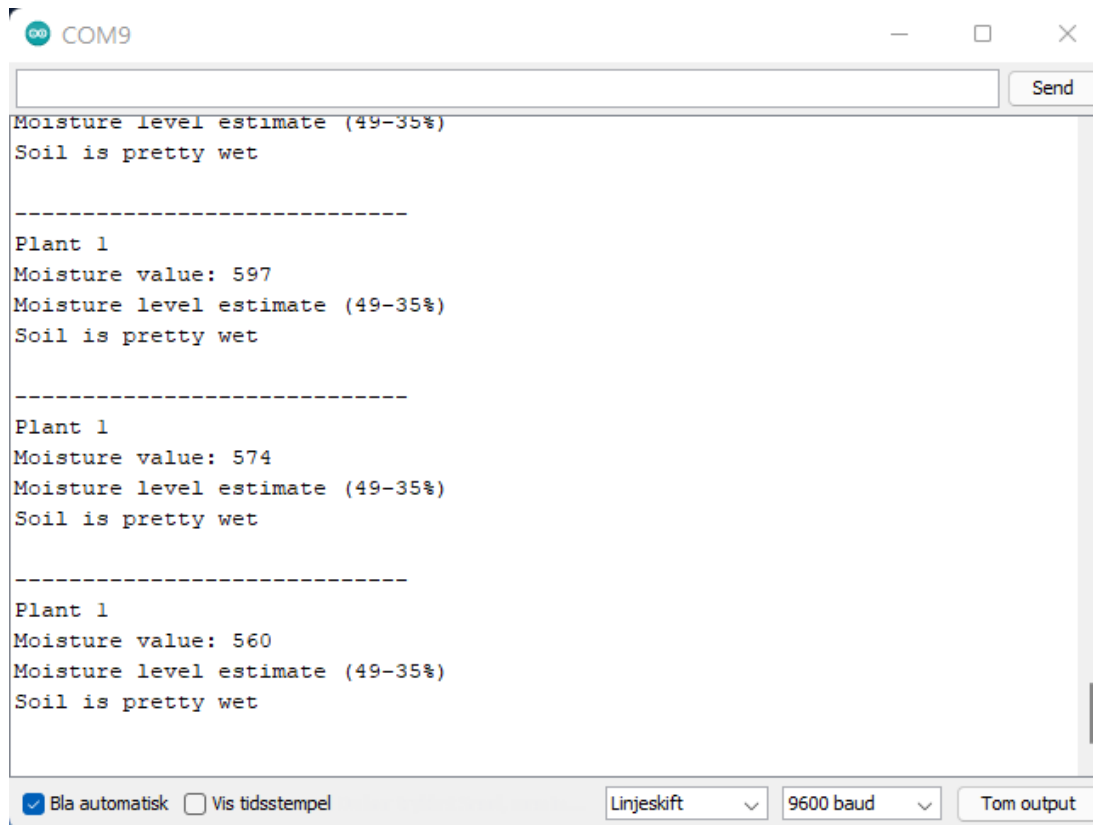 COM9
Send
Moisture level estimate (49-35%)
Soil is pretty wet
-----------------------------
Plant 1
Moisture value: 597
Moisture level estimate (49-35%)
Soil is pretty wet
-----------------------------
Plant 1
Moisture value: 574
Moisture level estimate (49-35%)
Soil is pretty wet
-----------------------------
Plant 1
Moisture value: 560
Moisture level estimate (49-35%)
Soil is pretty wet
Bla automatisk Vis tidsstempel Linjeskift 9600 baud Tom output